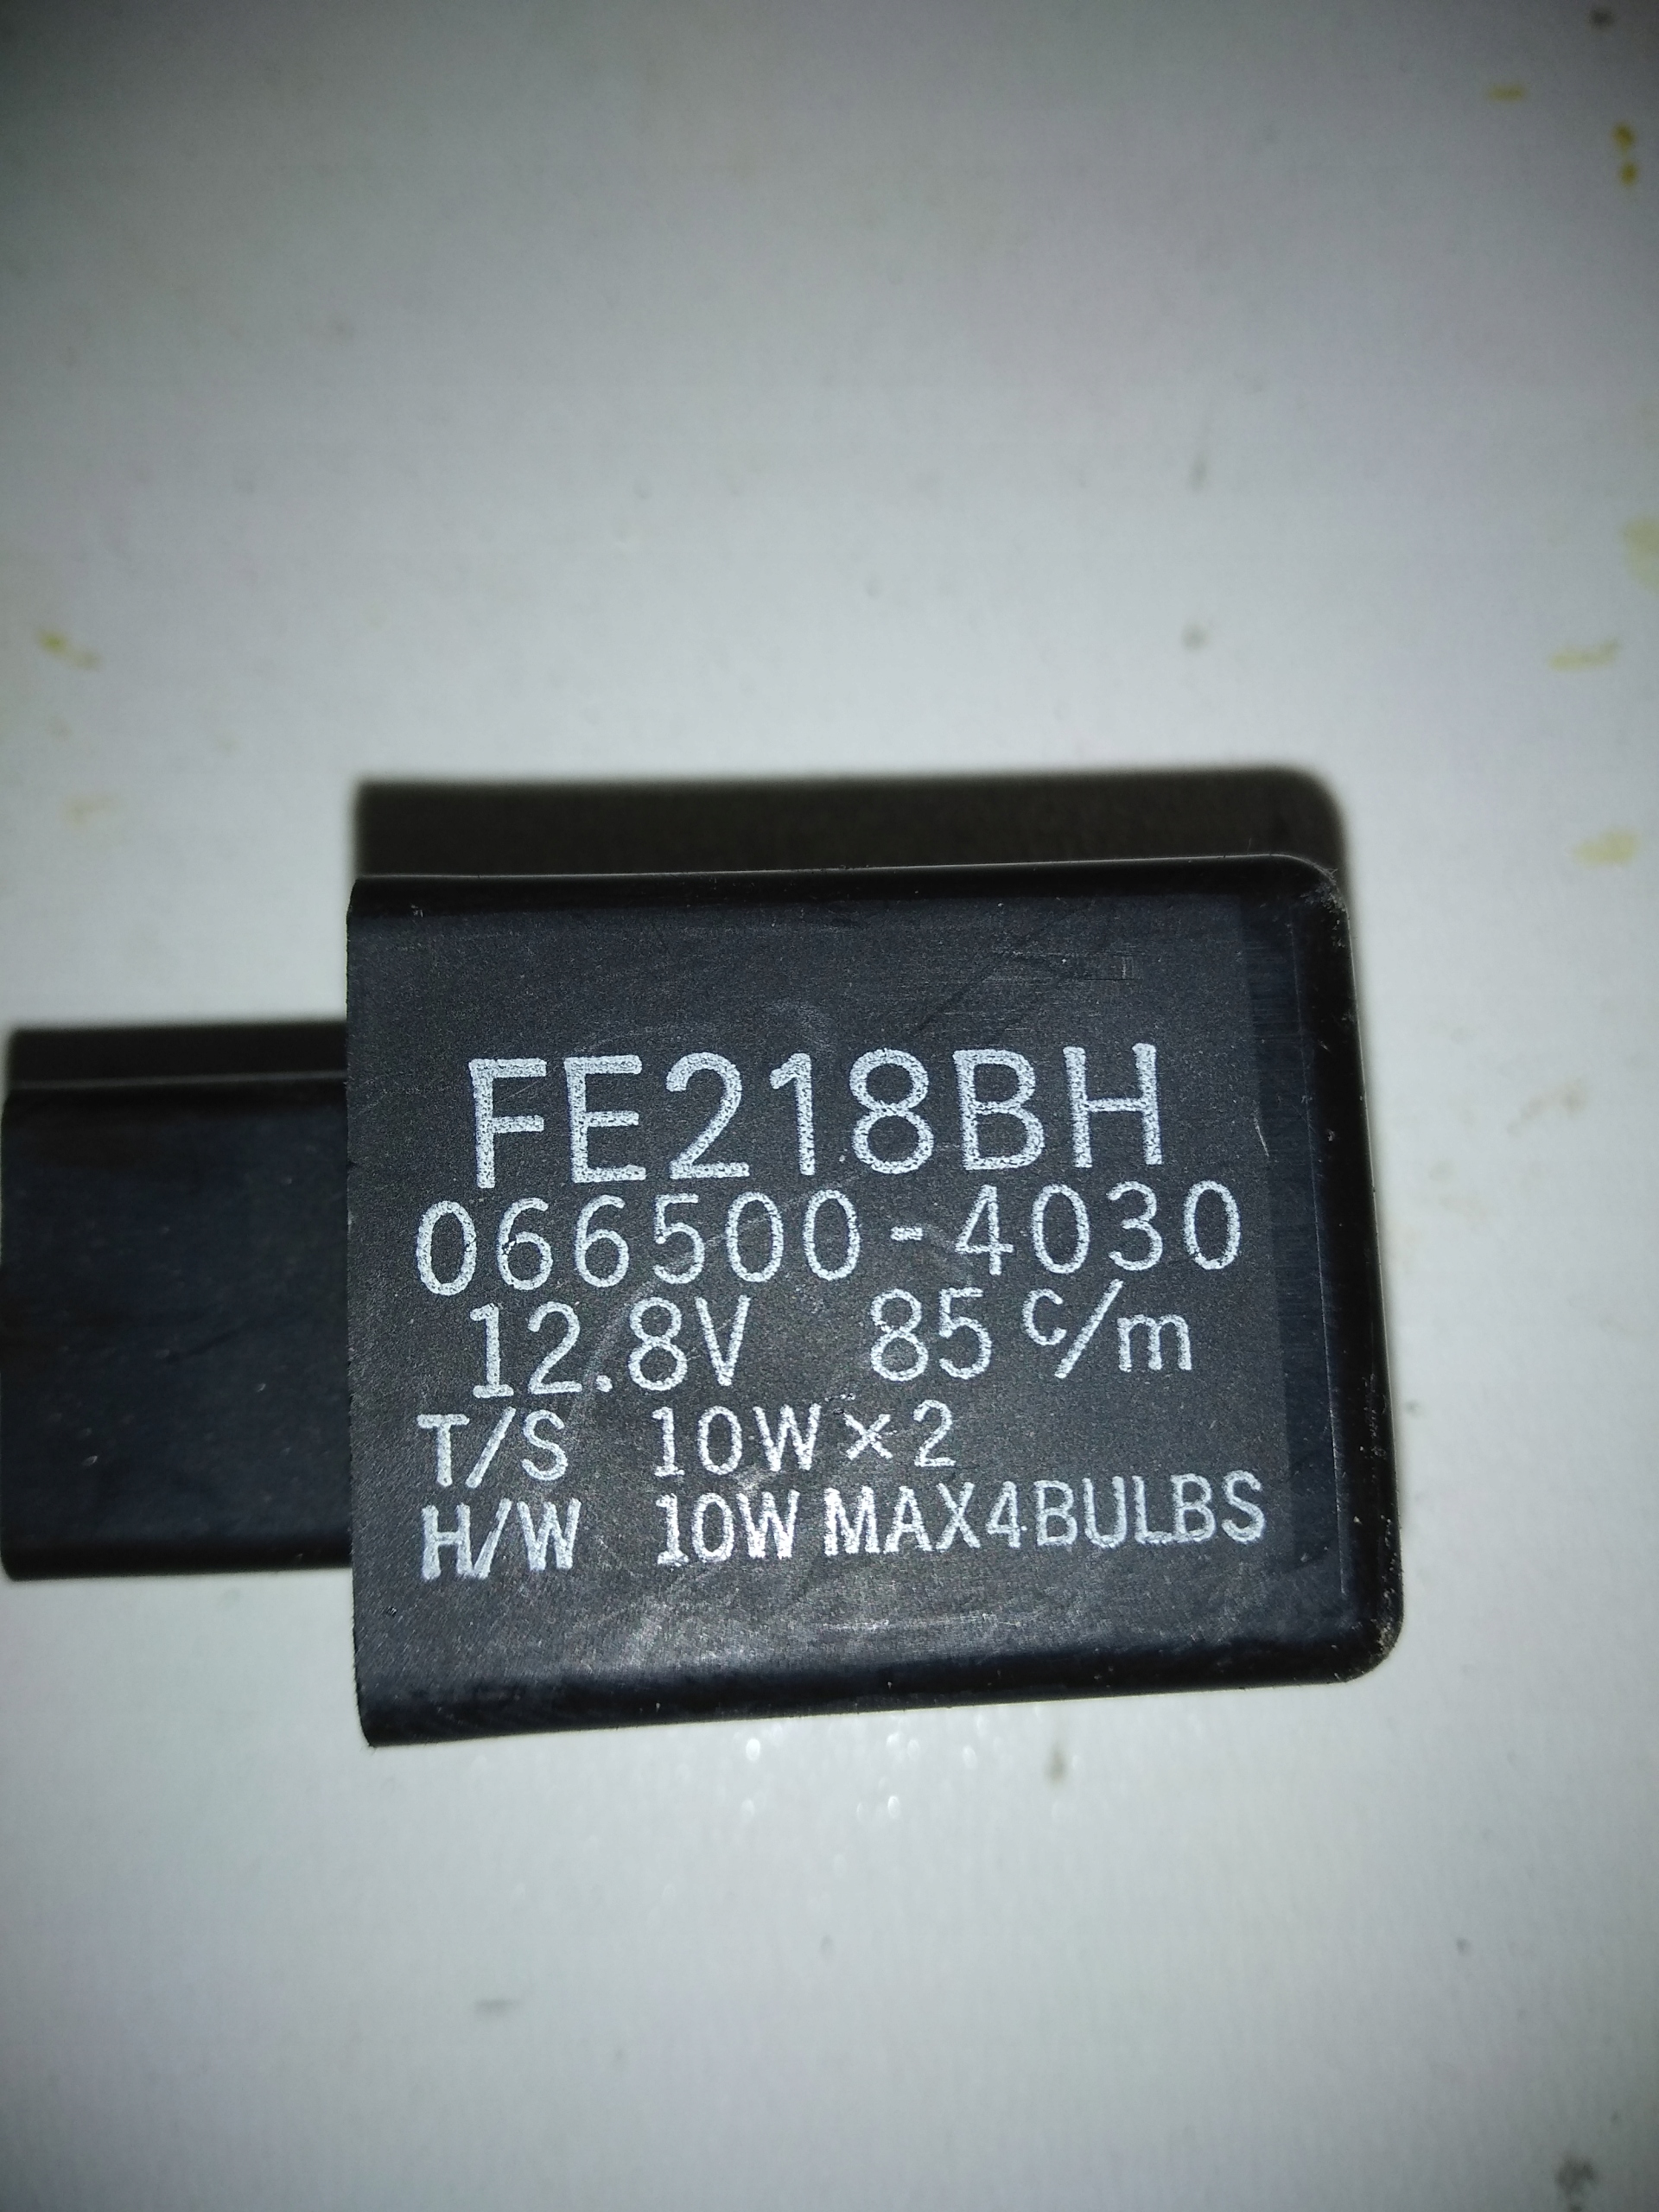 FE218BH
066500-4030
12.8V 85 c/m
T/S 10W×2
H/W 10W MAX4BULBS